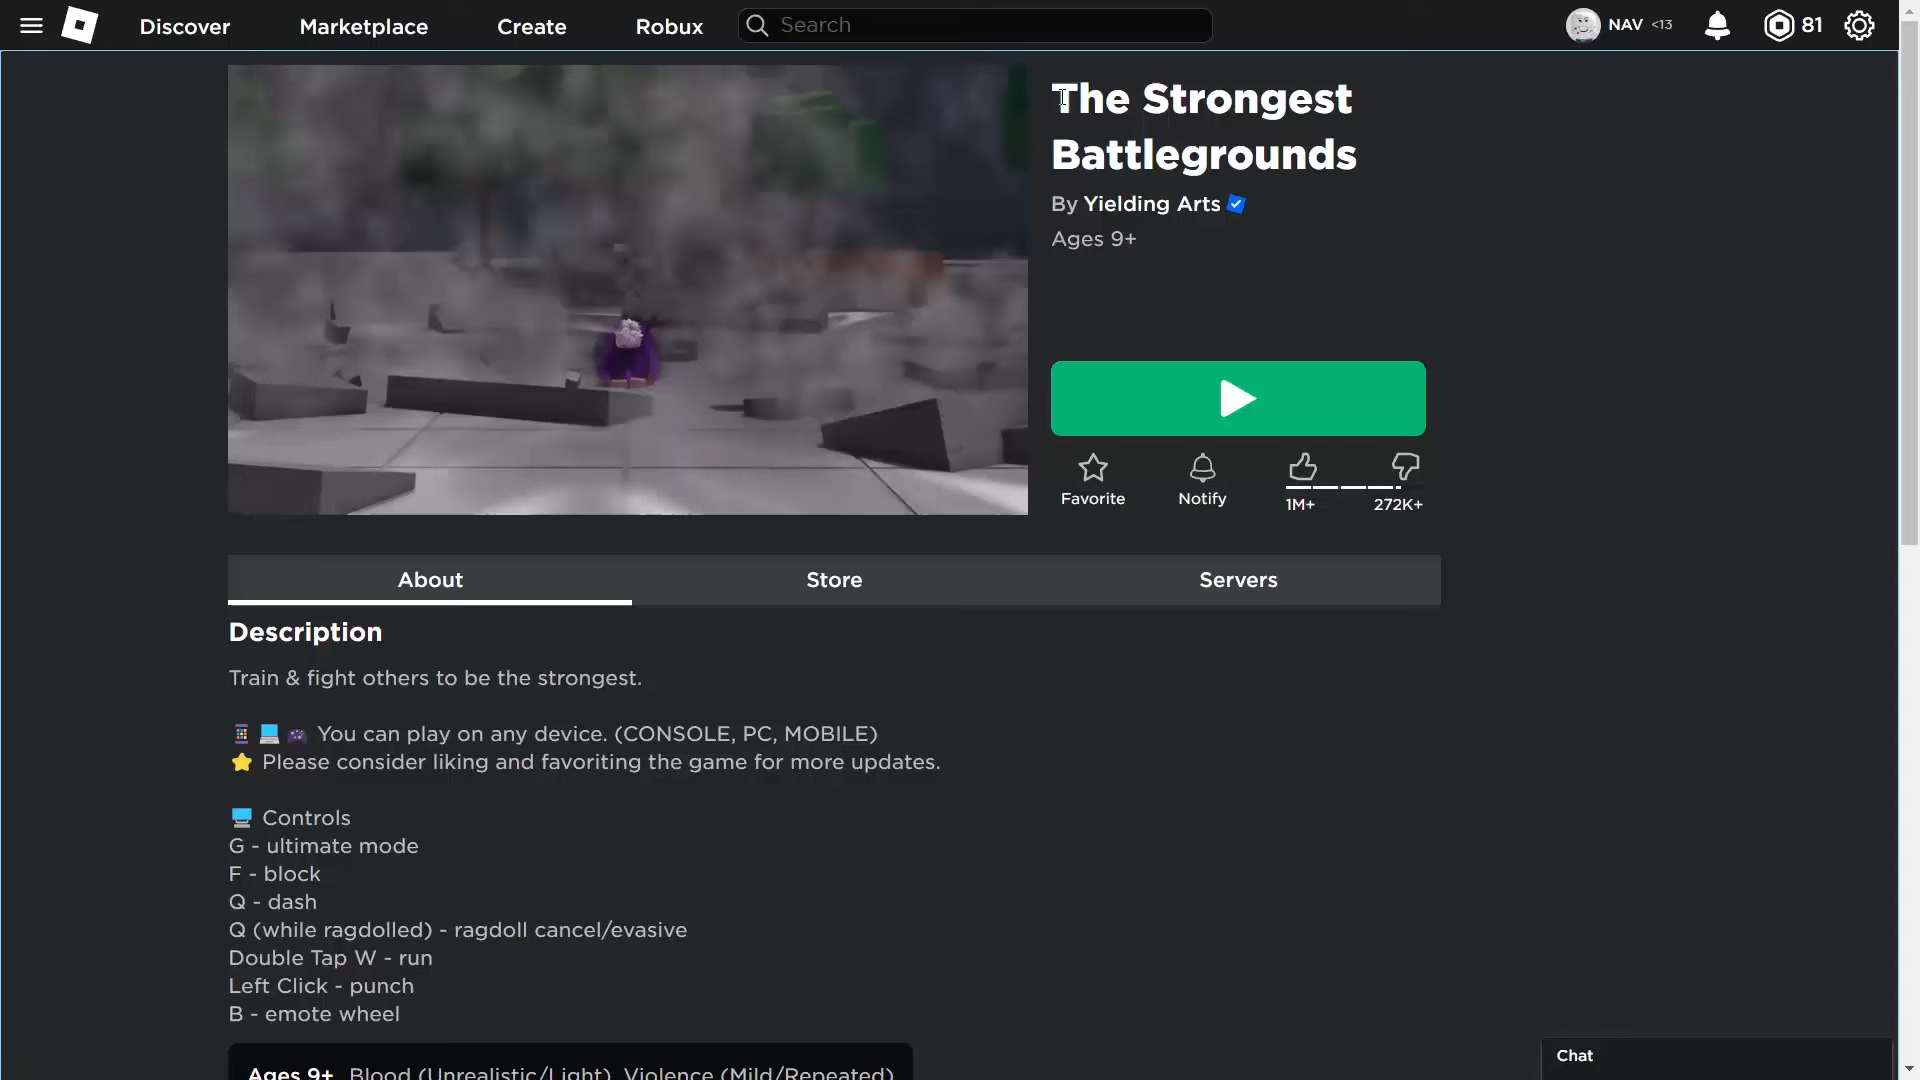 Discover
Marketplace
Create
Robux
Search
NAV <13
81
The Strongest
Battlegrounds
By Yielding Arts
Ages 9+
Favorite
Notify
1M+
272K+
About
Store
Servers
Description
Train & fight others to be the strongest.
📱 💻 🎮 You can play on any device. (CONSOLE, PC, MOBILE)
⭐ Please consider liking and favoriting the game for more updates.
🖥️ Controls
G - ultimate mode
F - block
Q - dash
Q (while ragdolled) - ragdoll cancel/evasive
Double Tap W - run
Left Click - punch
B - emote wheel
Ages 9+ Blood (Unrealistic/Light), Violence (Mild/Repeated)
Chat